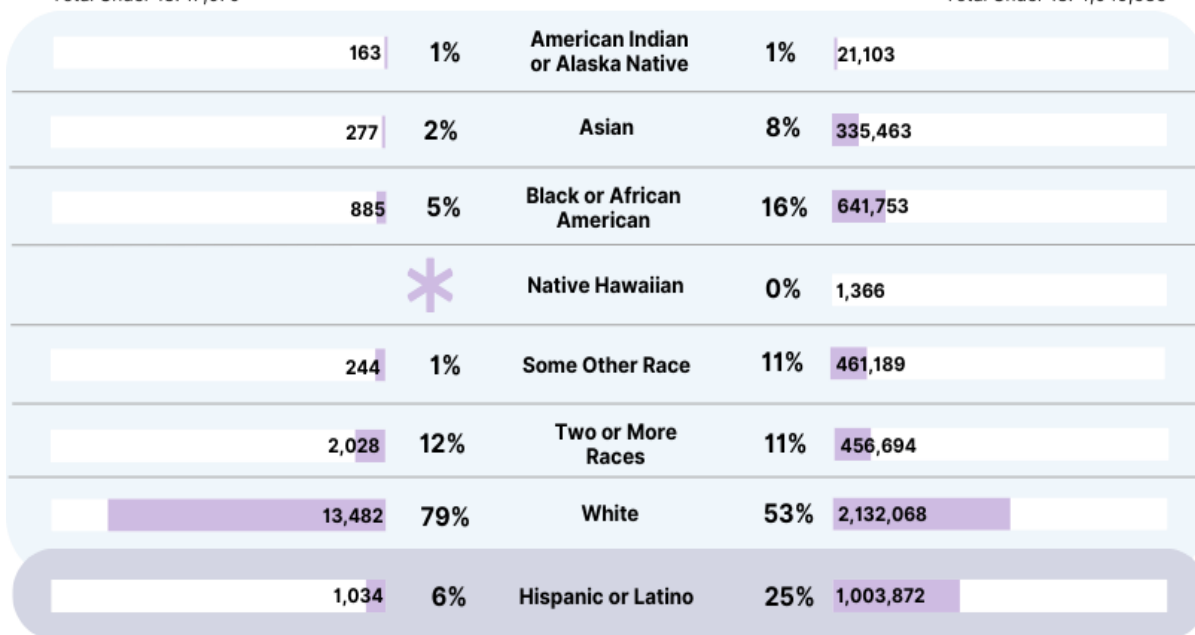 163 1% American Indian or Alaska Native 1% 21,103
277 2% Asian 8% 335,463
885 5% Black or African American 16% 641,753
Native Hawaiian 0% 1,366
244 1% Some Other Race 11% 461,189
2,028 12% Two or More Races 11% 456,694
13,482 79% White 53% 2,132,068
1,034 6% Hispanic or Latino 25% 1,003,872